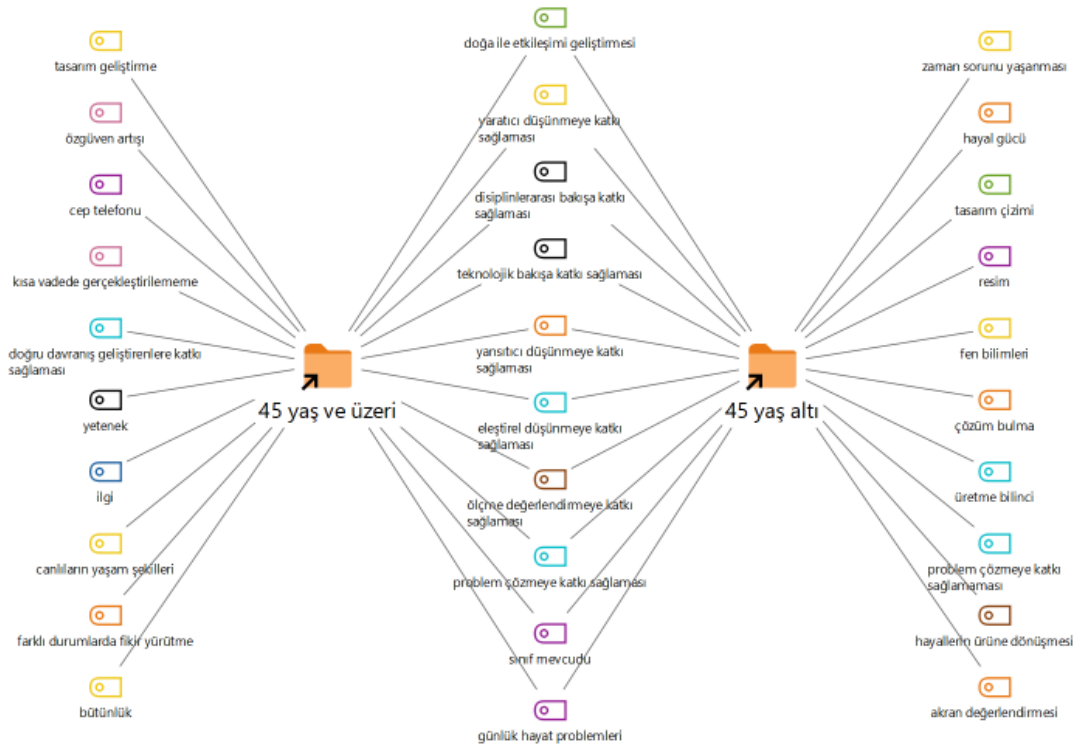 tasarım geliştirme
özgüven artışı
cep telefonu
kısa vadede gerçekleştirilememe
doğru davranış geliştirenlere katkı
sağlaması
yetenek
ilgi
canlıların yaşam şekilleri
farklı durumlarda fikir yürütme
bütünlük
45 yaş ve üzeri
doğa ile etkileşimi geliştirmesi
yaratıcı düşünmeye katkı
sağlaması
disiplinlerarası bakışa katkı
sağlaması
teknolojik bakışa katkı sağlaması
yansıtıcı düşünmeye katkı
sağlaması
eleştirel düşünmeye katkı
sağlaması
ölçme değerlendirmeye katkı
sağlaması
problem çözmeye katkı sağlaması
sınıf mevcudu
günlük hayat problemleri
45 yaş altı
zaman sorunu yaşanması
hayal gücü
tasarım çizimi
resim
fen bilimleri
çözüm bulma
üretme bilinci
problem çözmeye katkı
sağlamaması
hayallerin ürüne dönüşmesi
akran değerlendirmesi